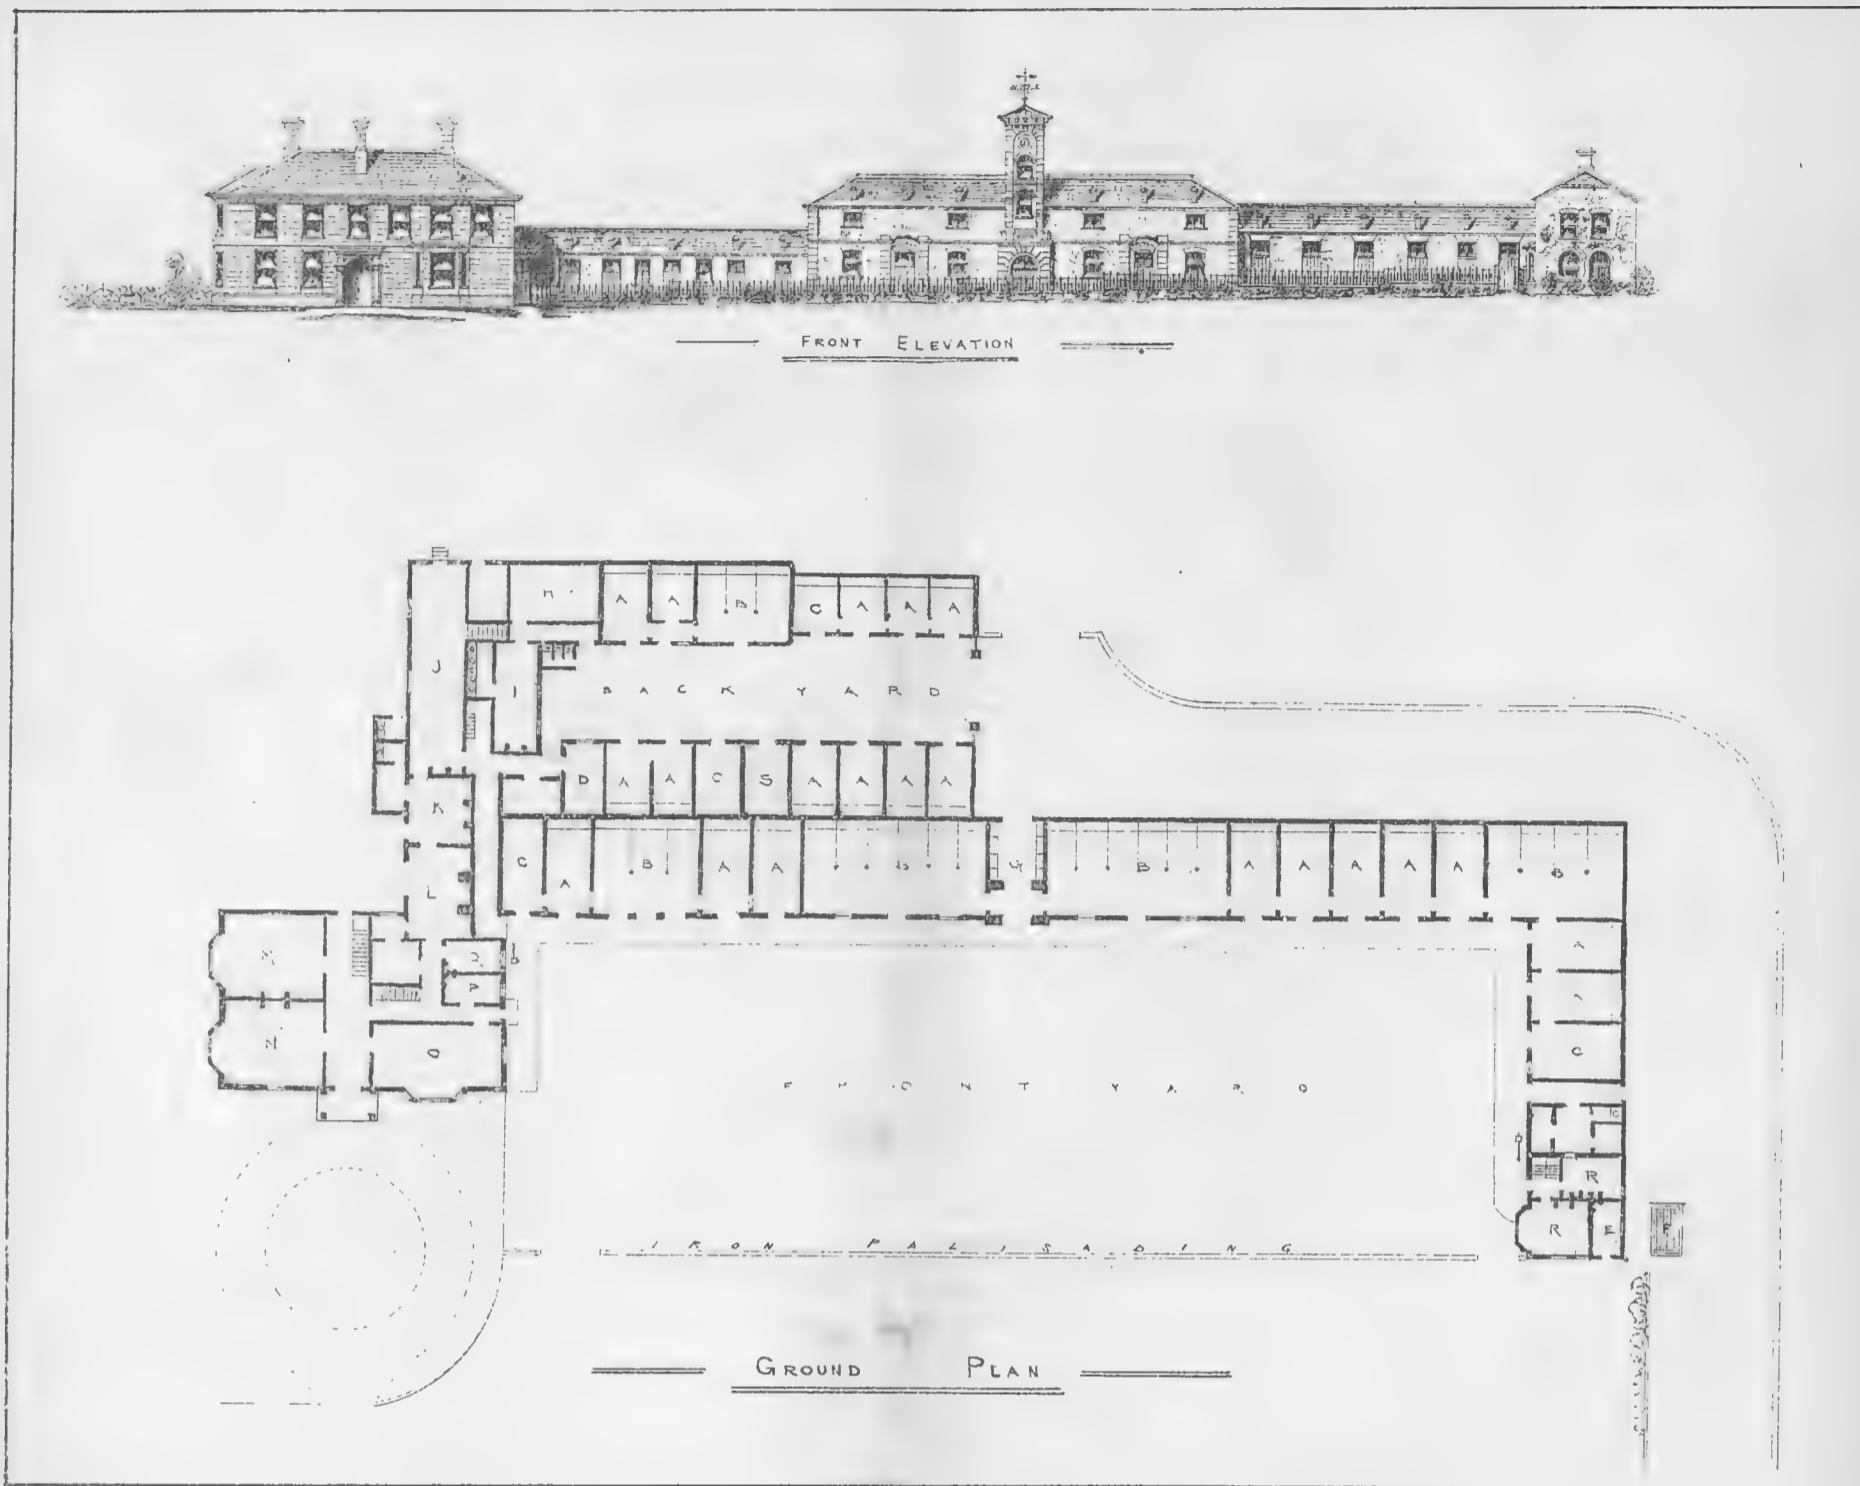 FRONT ELEVATION
H
A A B C A A A
J
I
BACK YARD
D A A C S A A A A
K
C A B A A B G B A A A A A B
L
A
N
P
O
C
FRONT YARD
C
R
R E F
IRON PALISADING
GROUND PLAN